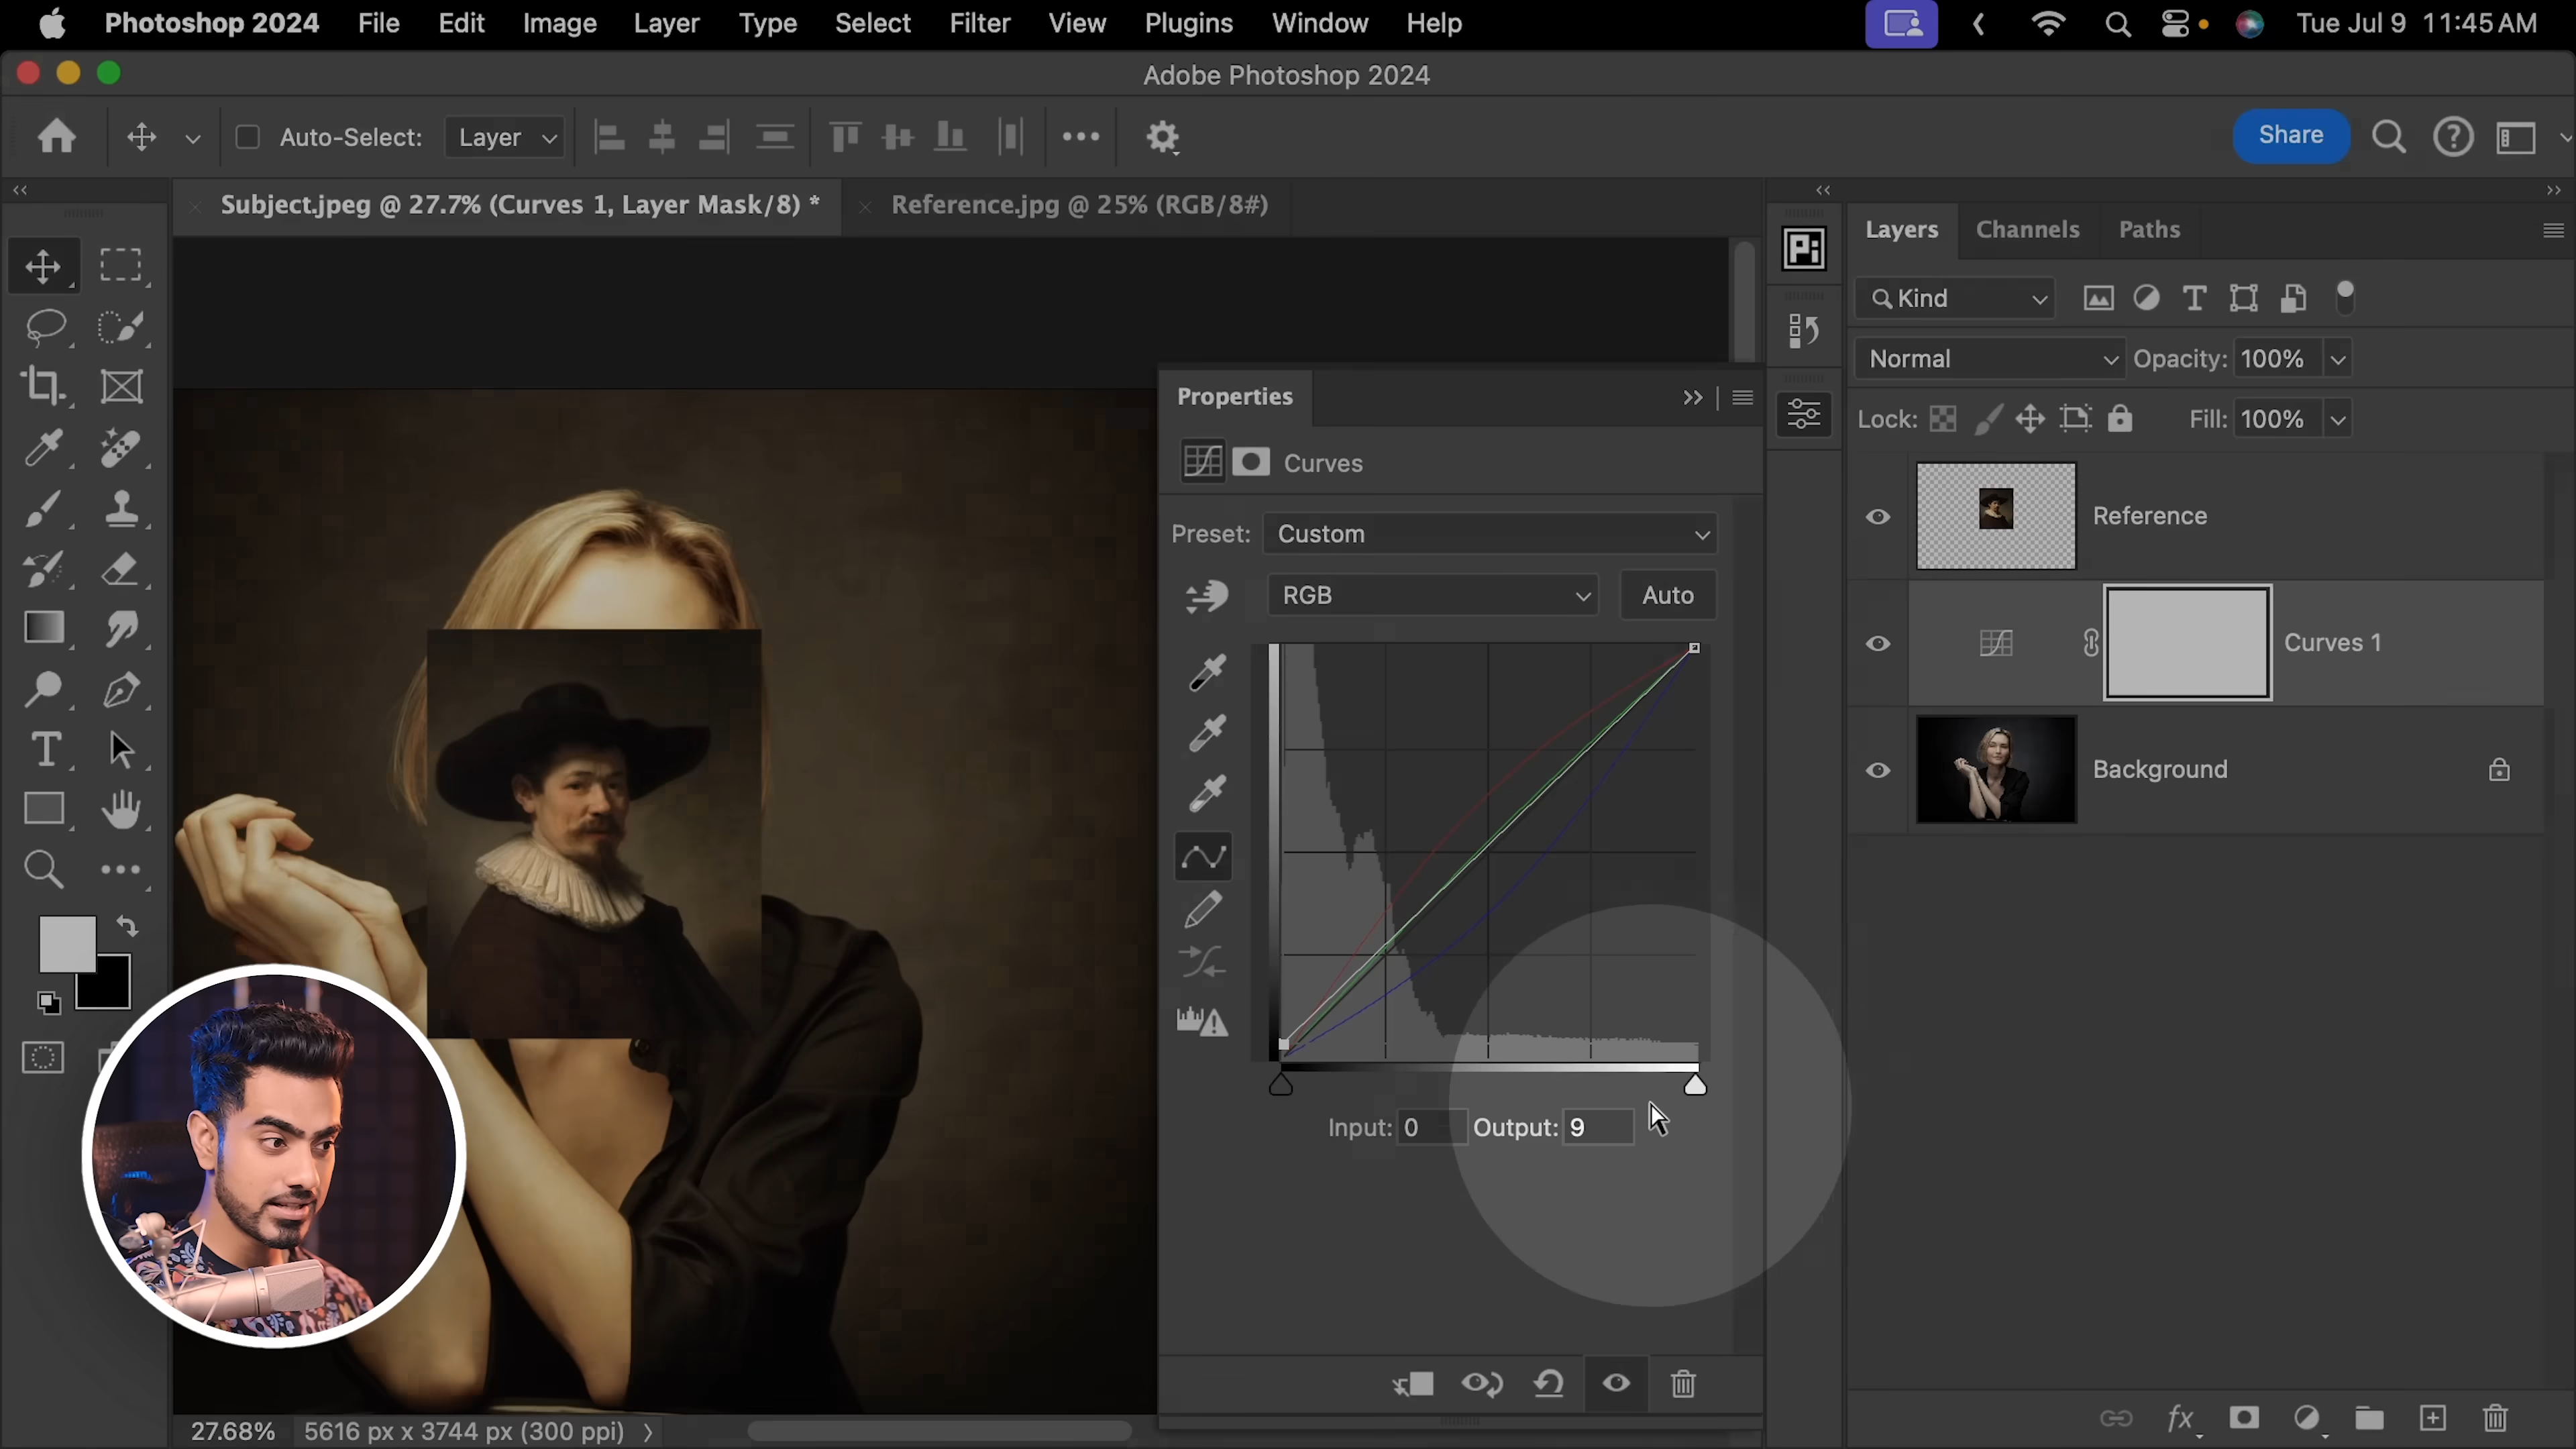 Photoshop 2024 File Edit Image Layer Type Select Filter View Plugins Window Help Tue Jul 9 11:45 AM
Adobe Photoshop 2024
Auto-Select: Layer Share
Subject.jpeg @ 27.7% (Curves 1, Layer Mask/8) * Reference.jpg @ 25% (RGB/8#)
Layers Channels Paths
Kind
Normal Opacity: 100%
Lock: Fill: 100%
Reference
Curves 1
Background
Properties
Curves
Preset: Custom
RGB Auto
Input: 0 Output: 9
27.68% 5616 px x 3744 px (300 ppi)
Pi
T
fx